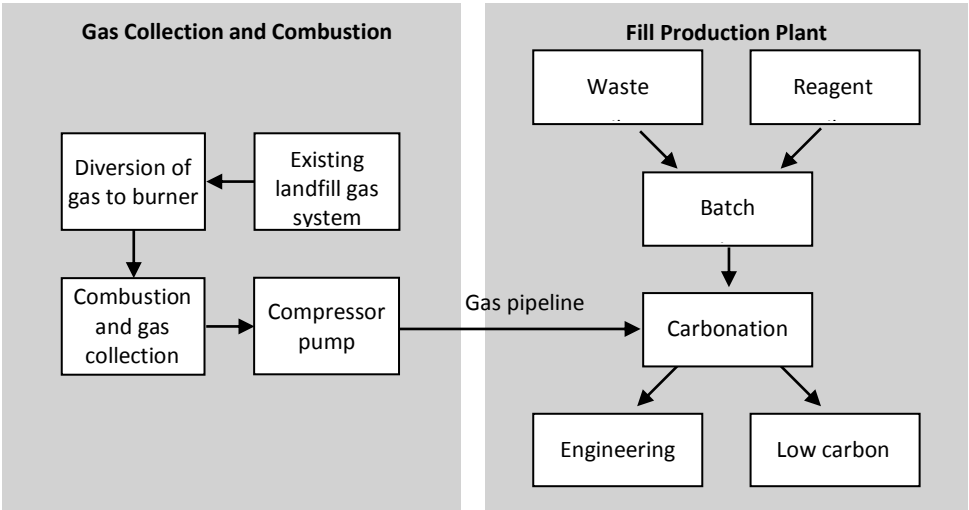 Gas Collection and Combustion
Existing
landfill gas
system
Diversion of
gas to burner
Combustion
and gas
collection
Compressor
pump
Gas pipeline
Fill Production Plant
Waste
Reagent
Batch
Carbonation
Engineering
Low carbon